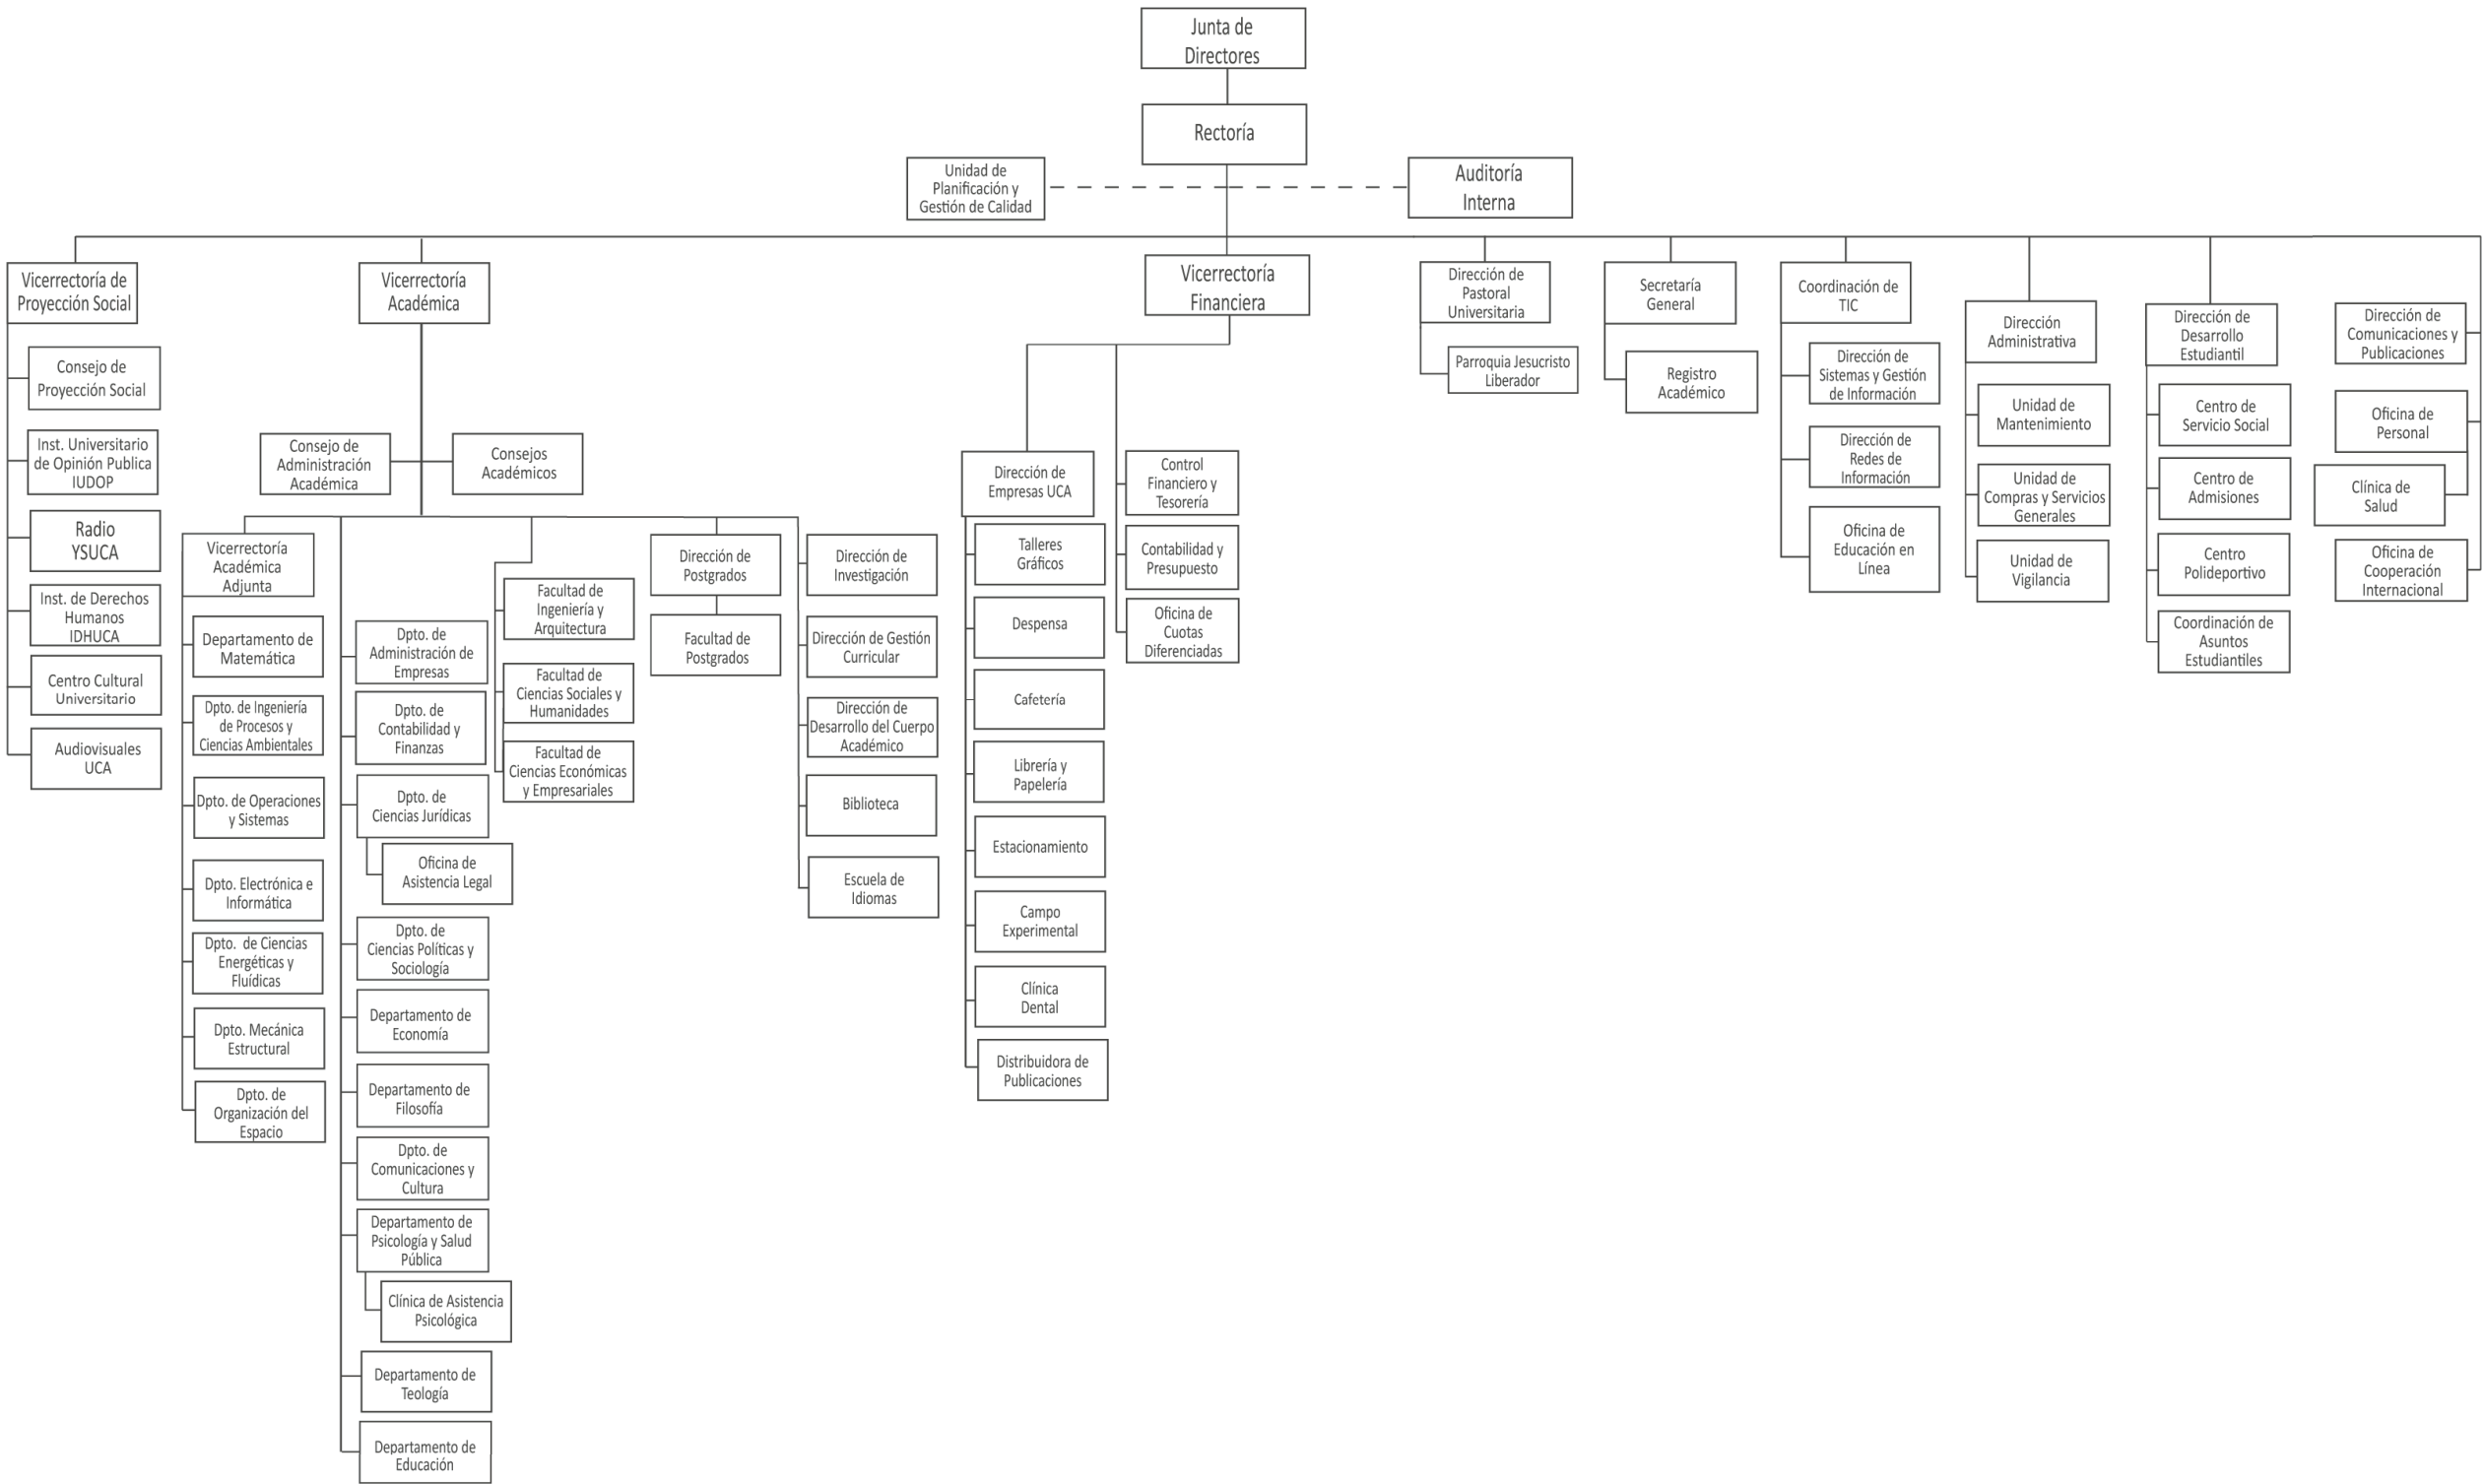 Junta de
Directores
Rectoría
Unidad de
Planificación y
Gestión de Calidad
Auditoría
Interna
Vicerrectoría de
Proyección Social
Consejo de
Proyección Social
Inst. Universitario
de Opinión Publica
IUDOP
Radio
YSUCA
Inst. de Derechos
Humanos
IDHUCA
Centro Cultural
Universitario
Audiovisuales
UCA
Vicerrectoría
Académica
Consejo de
Administración
Académica
Consejos
Académicos
Vicerrectoría
Académica
Adjunta
Departamento de
Matemática
Dpto. de Ingeniería
de Procesos y
Ciencias Ambientales
Dpto. de Operaciones
y Sistemas
Dpto. Electrónica e
Informática
Dpto. de Ciencias
Energéticas y
Fluídicas
Dpto. Mecánica
Estructural
Dpto. de
Organización del
Espacio
Dpto. de
Administración de
Empresas
Dpto. de
Contabilidad y
Finanzas
Dpto. de
Ciencias Jurídicas
Oficina de
Asistencia Legal
Dpto. de
Ciencias Políticas y
Sociología
Departamento de
Economía
Departamento de
Filosofía
Dpto. de
Comunicaciones y
Cultura
Departamento de
Psicología y Salud
Pública
Clínica de Asistencia
Psicológica
Departamento de
Teología
Departamento de
Educación
Facultad de
Ingeniería y
Arquitectura
Facultad de
Ciencias Sociales y
Humanidades
Facultad de
Ciencias Económicas
y Empresariales
Dirección de
Postgrados
Facultad de
Postgrados
Dirección de
Investigación
Dirección de Gestión
Curricular
Dirección de
Desarrollo del Cuerpo
Académico
Biblioteca
Escuela de
Idiomas
Vicerrectoría
Financiera
Dirección de
Empresas UCA
Talleres
Gráficos
Despensa
Cafetería
Librería y
Papelería
Estacionamiento
Campo
Experimental
Clínica
Dental
Distribuidora de
Publicaciones
Control
Financiero y
Tesorería
Contabilidad y
Presupuesto
Oficina de
Cuotas
Diferenciadas
Dirección de
Pastoral
Universitaria
Parroquia Jesucristo
Liberador
Secretaría
General
Registro
Académico
Coordinación de
TIC
Dirección de
Sistemas y Gestión
de Información
Dirección de
Redes de
Información
Oficina de
Educación en
Línea
Dirección
Administrativa
Unidad de
Mantenimiento
Unidad de
Compras y Servicios
Generales
Unidad de
Vigilancia
Dirección de
Desarrollo
Estudiantil
Centro de
Servicio Social
Centro de
Admisiones
Centro
Polideportivo
Coordinación de
Asuntos
Estudiantiles
Dirección de
Comunicaciones y
Publicaciones
Oficina de
Personal
Clínica de
Salud
Oficina de
Cooperación
Internacional